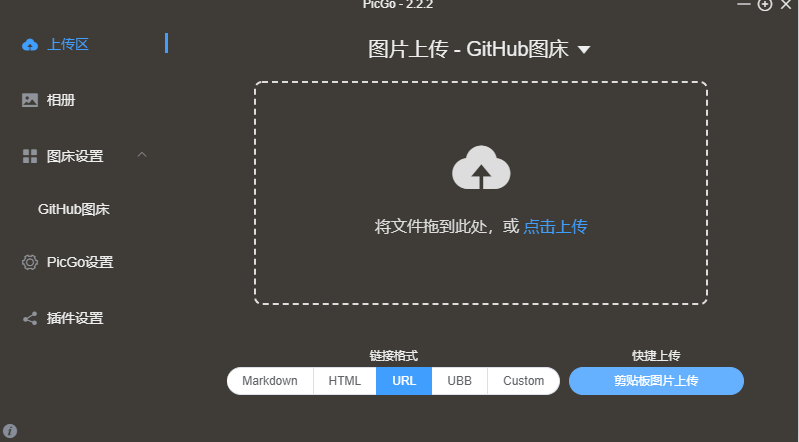 PicGo - 2.2.2
上传区
相册
图床设置
GitHub图床
PicGo设置
插件设置
图片上传 - GitHub图床
将文件拖到此处，或 点击上传
链接格式
Markdown HTML URL UBB Custom
快捷上传
剪贴板图片上传